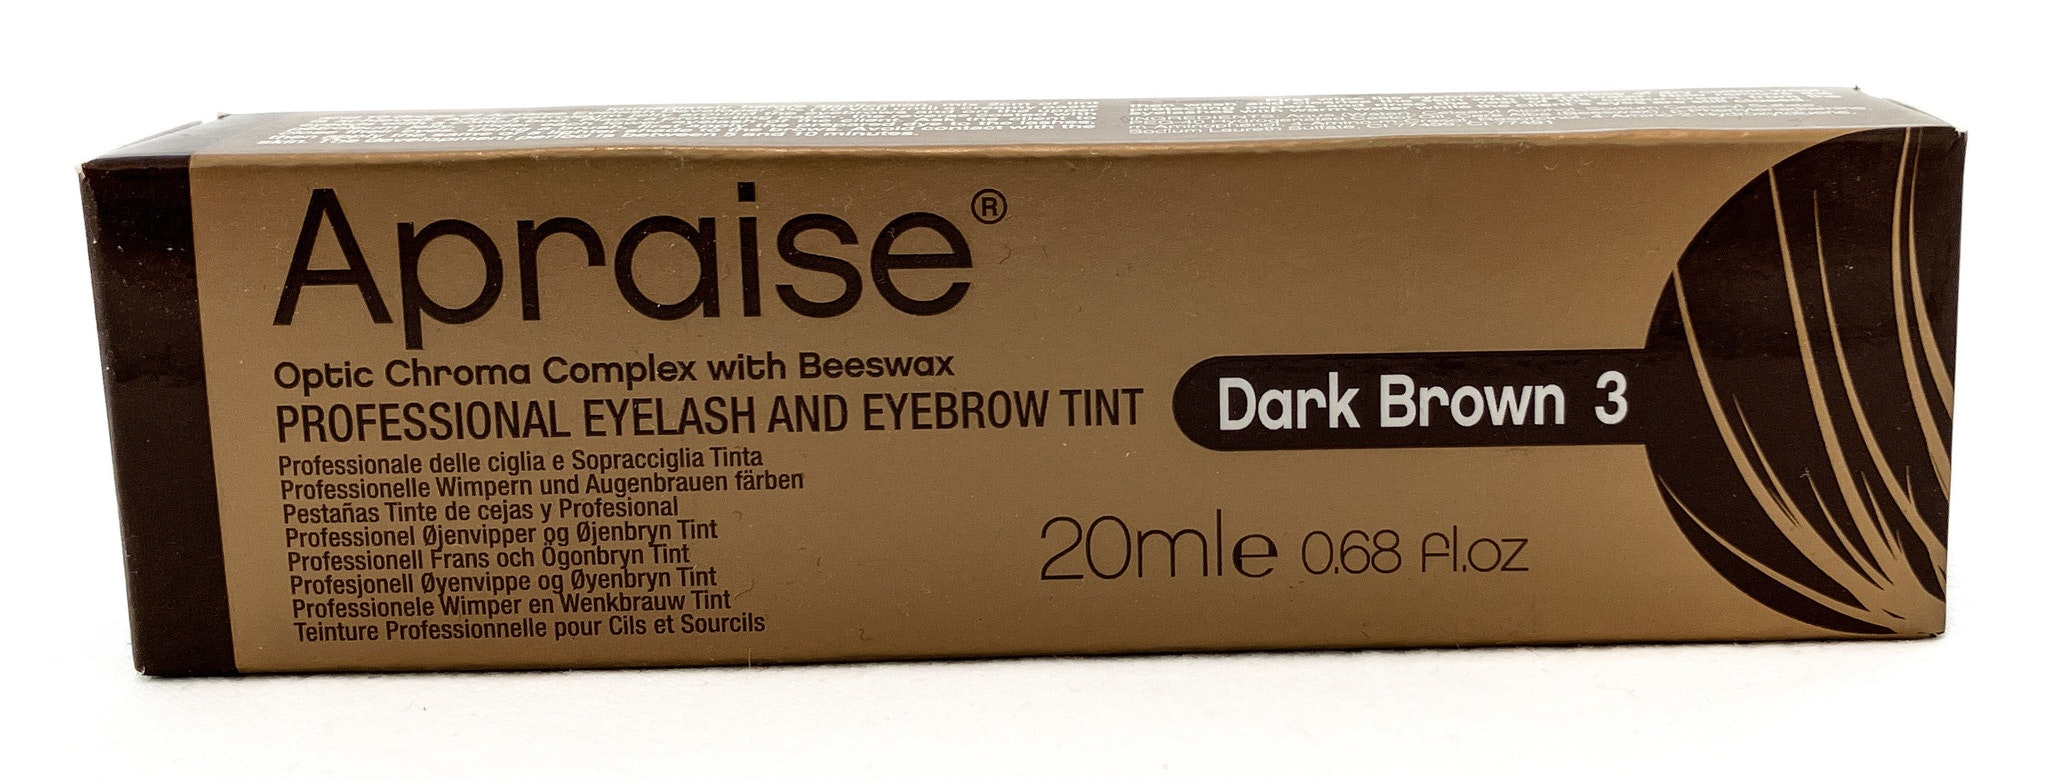 Apraise®
Optic Chroma Complex with Beeswax
PROFESSIONAL EYELASH AND EYEBROW TINT
Professionale delle ciglia e Sopracciglia Tinta
Professionelle Wimpern und Augenbrauen färben
Pestañas Tinte de cejas y Profesional
Professionel Øjenvipper og Øjenbryn Tint
Professionell Frans och Ögonbryn Tint
Profesjonell Øyenvippe og Øyenbryn Tint
Professionele Wimper en Wenkbrauw Tint
Teinture Professionnelle pour Cils et Sourcils
Dark Brown 3
20ml e 0.68 fl.oz